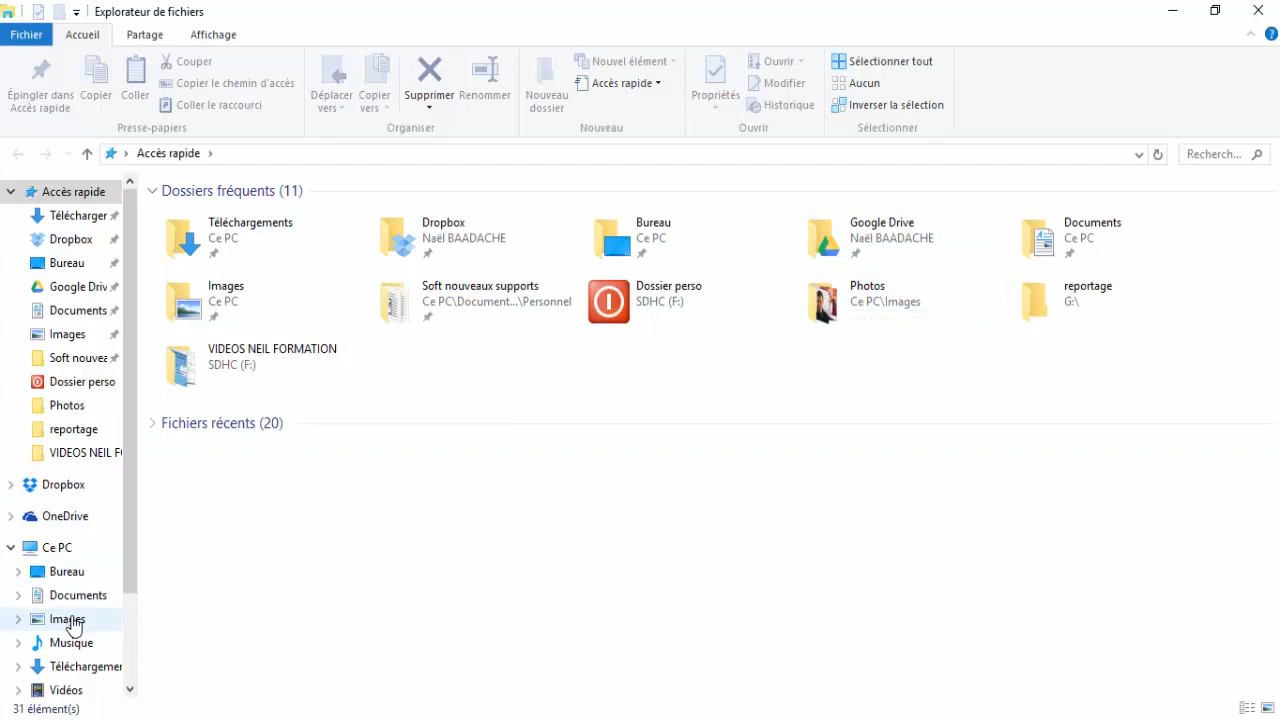 Explorateur de fichiers
Fichier Accueil Partage Affichage
Épingler dans Accès rapide
Copier
Coller
Couper
Copier le chemin d'accès
Coller le raccourci
Presse-papiers
Déplacer vers
Copier vers
Supprimer
Renommer
Organiser
Nouveau dossier
Nouvel élément
Accès rapide
Nouveau
Propriétés
Ouvrir
Modifier
Historique
Ouvrir
Sélectionner tout
Aucun
Inverser la sélection
Sélectionner
Accès rapide
Recherch...
Accès rapide
Télécharger
Dropbox
Bureau
Google Driv
Documents
Images
Soft nouvea
Dossier perso
Photos
reportage
VIDEOS NEIL F
Dropbox
OneDrive
Ce PC
Bureau
Documents
Images
Musique
Téléchargemen
Vidéos
31 élément(s)
Dossiers fréquents (11)
Téléchargements
Ce PC
Dropbox
Naël BAADACHE
Bureau
Ce PC
Google Drive
Naël BAADACHE
Documents
Ce PC
Images
Ce PC
Soft nouveaux supports
Ce PC\Document...\Personnel
Dossier perso
SDHC (F:)
Photos
Ce PC\Images
reportage
G:\
VIDEOS NEIL FORMATION
SDHC (F:)
Fichiers récents (20)